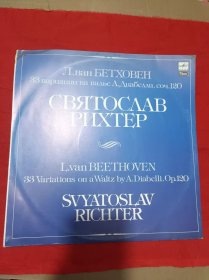 Л. ван БЕТХОВЕН
33 вариации на вальс А. Диабелли, соч. 120
СВЯТОСЛАВ
РИХТЕР
L. van BEETHOVEN
33 Variations on a Waltz by A. Diabelli, Op. 120
SVYATOSLAV
RICHTER